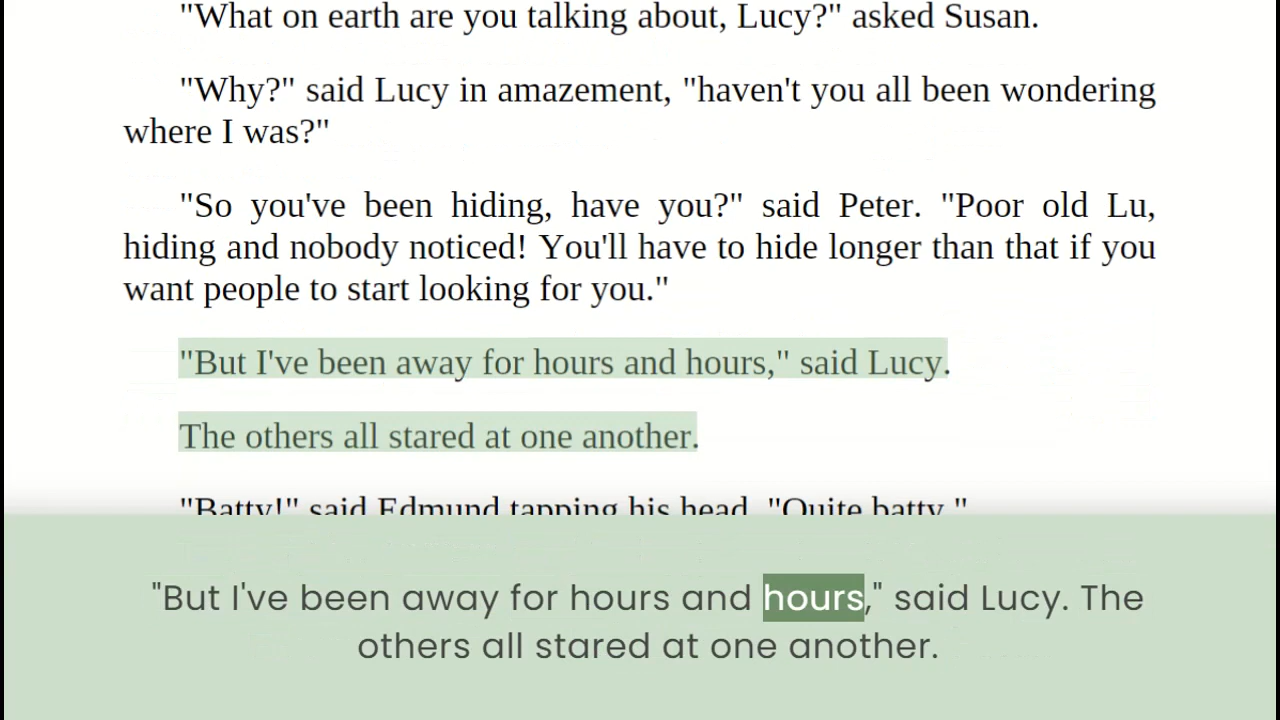 "What on earth are you talking about, Lucy?" asked Susan.
"Why?" said Lucy in amazement, "haven't you all been wondering
where I was?"
"So you've been hiding, have you?" said Peter. "Poor old Lu,
hiding and nobody noticed! You'll have to hide longer than that if you
want people to start looking for you."
"But I've been away for hours and hours," said Lucy.
The others all stared at one another.
"Batty!" said Edmund tapping his head. "Quite batty."
"But I've been away for hours and hours," said Lucy. The
others all stared at one another.